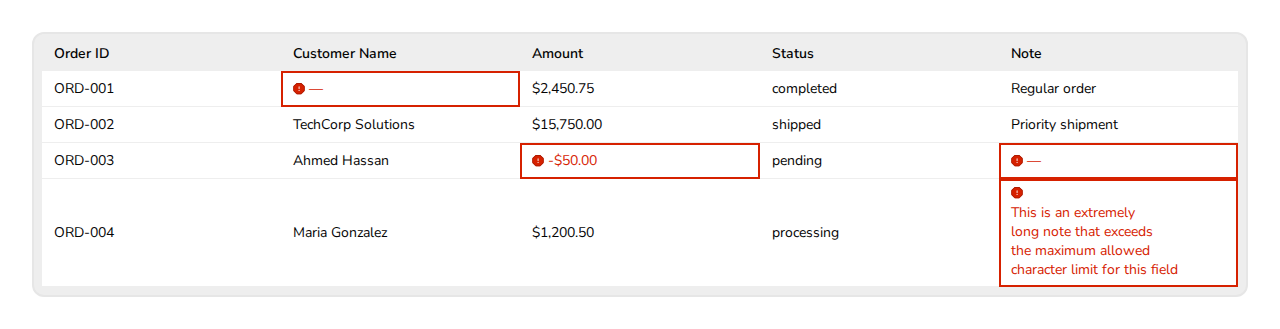 Order ID Customer Name Amount Status Note
ORD-001 — $2,450.75 completed Regular order
ORD-002 TechCorp Solutions $15,750.00 shipped Priority shipment
ORD-003 Ahmed Hassan -$50.00 pending —
ORD-004 Maria Gonzalez $1,200.50 processing
This is an extremely
long note that exceeds
the maximum allowed
character limit for this field